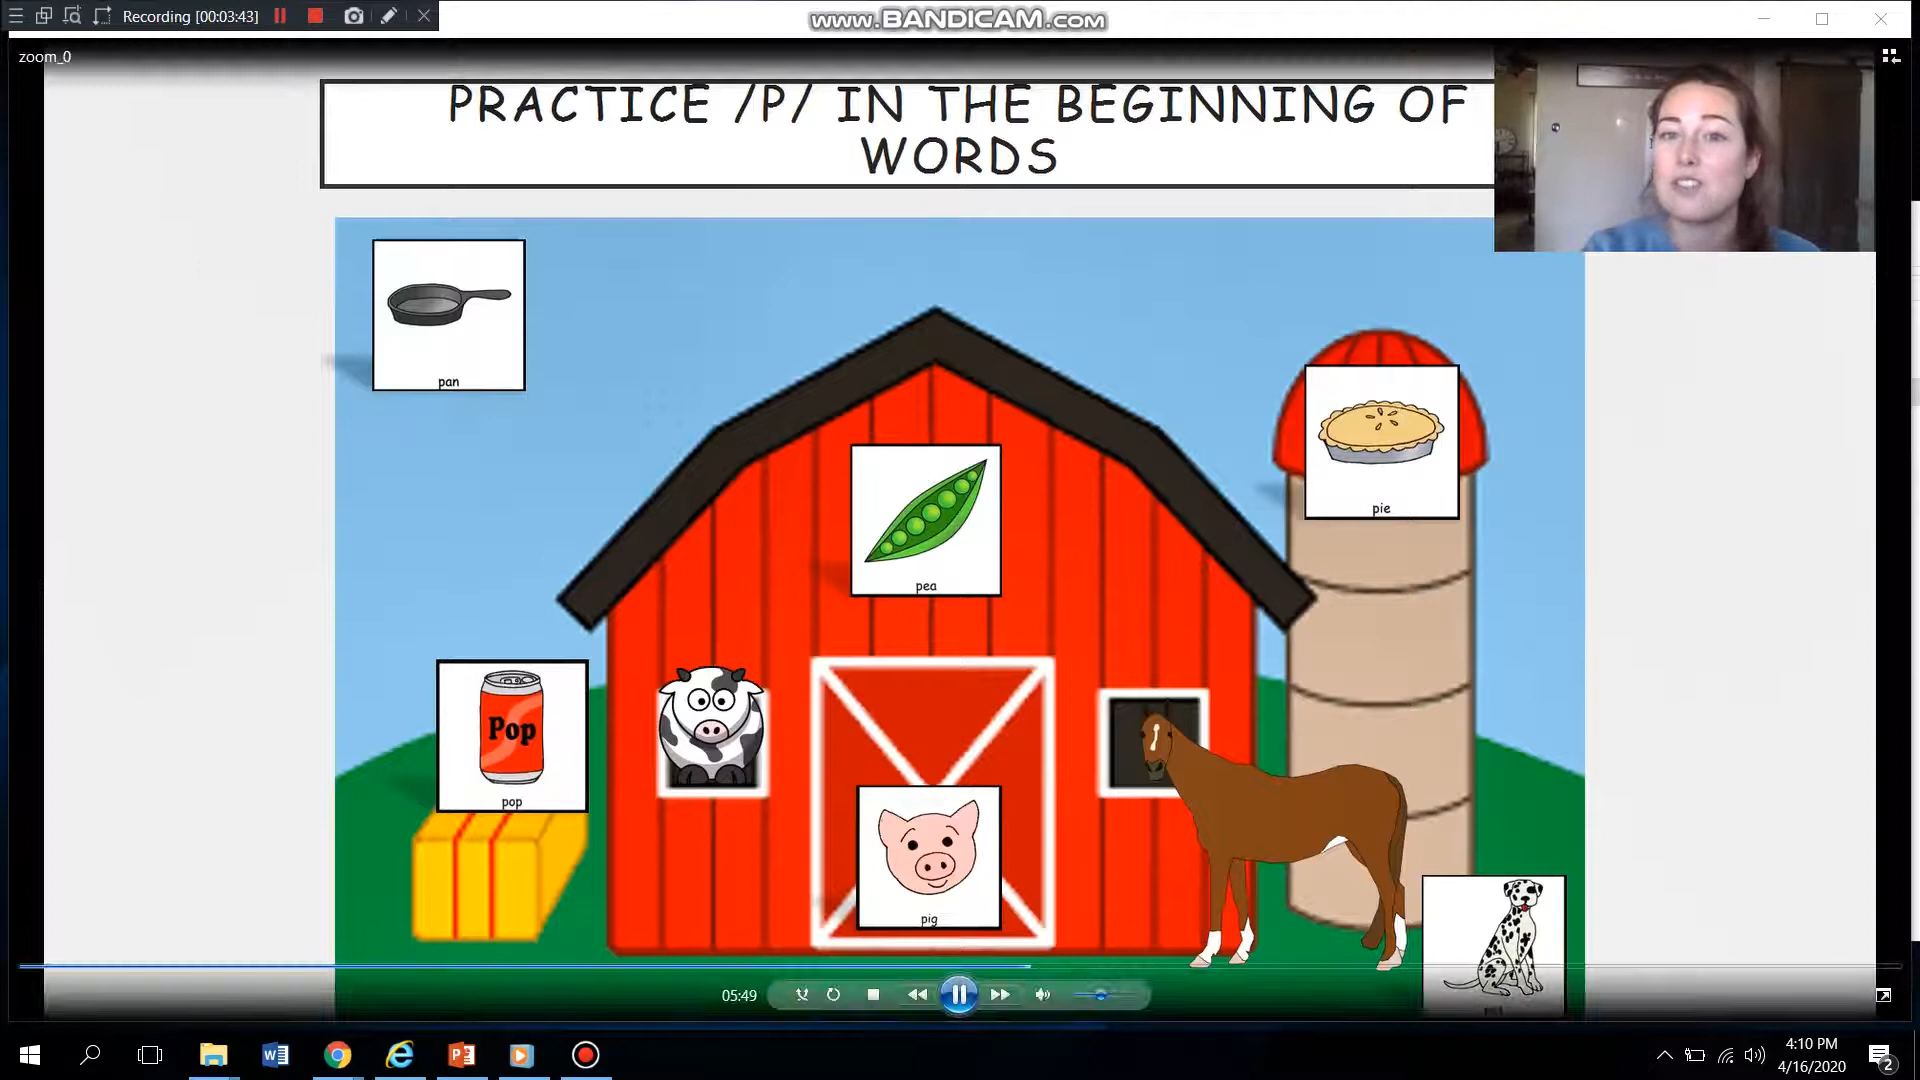 Recording [00:03:43]
www.BANDICAM.com
zoom_0
PRACTICE /P/ IN THE BEGINNING OF
WORDS
pan
pie
pea
Pop
pop
pig
05:49
4:10 PM
4/16/2020
2